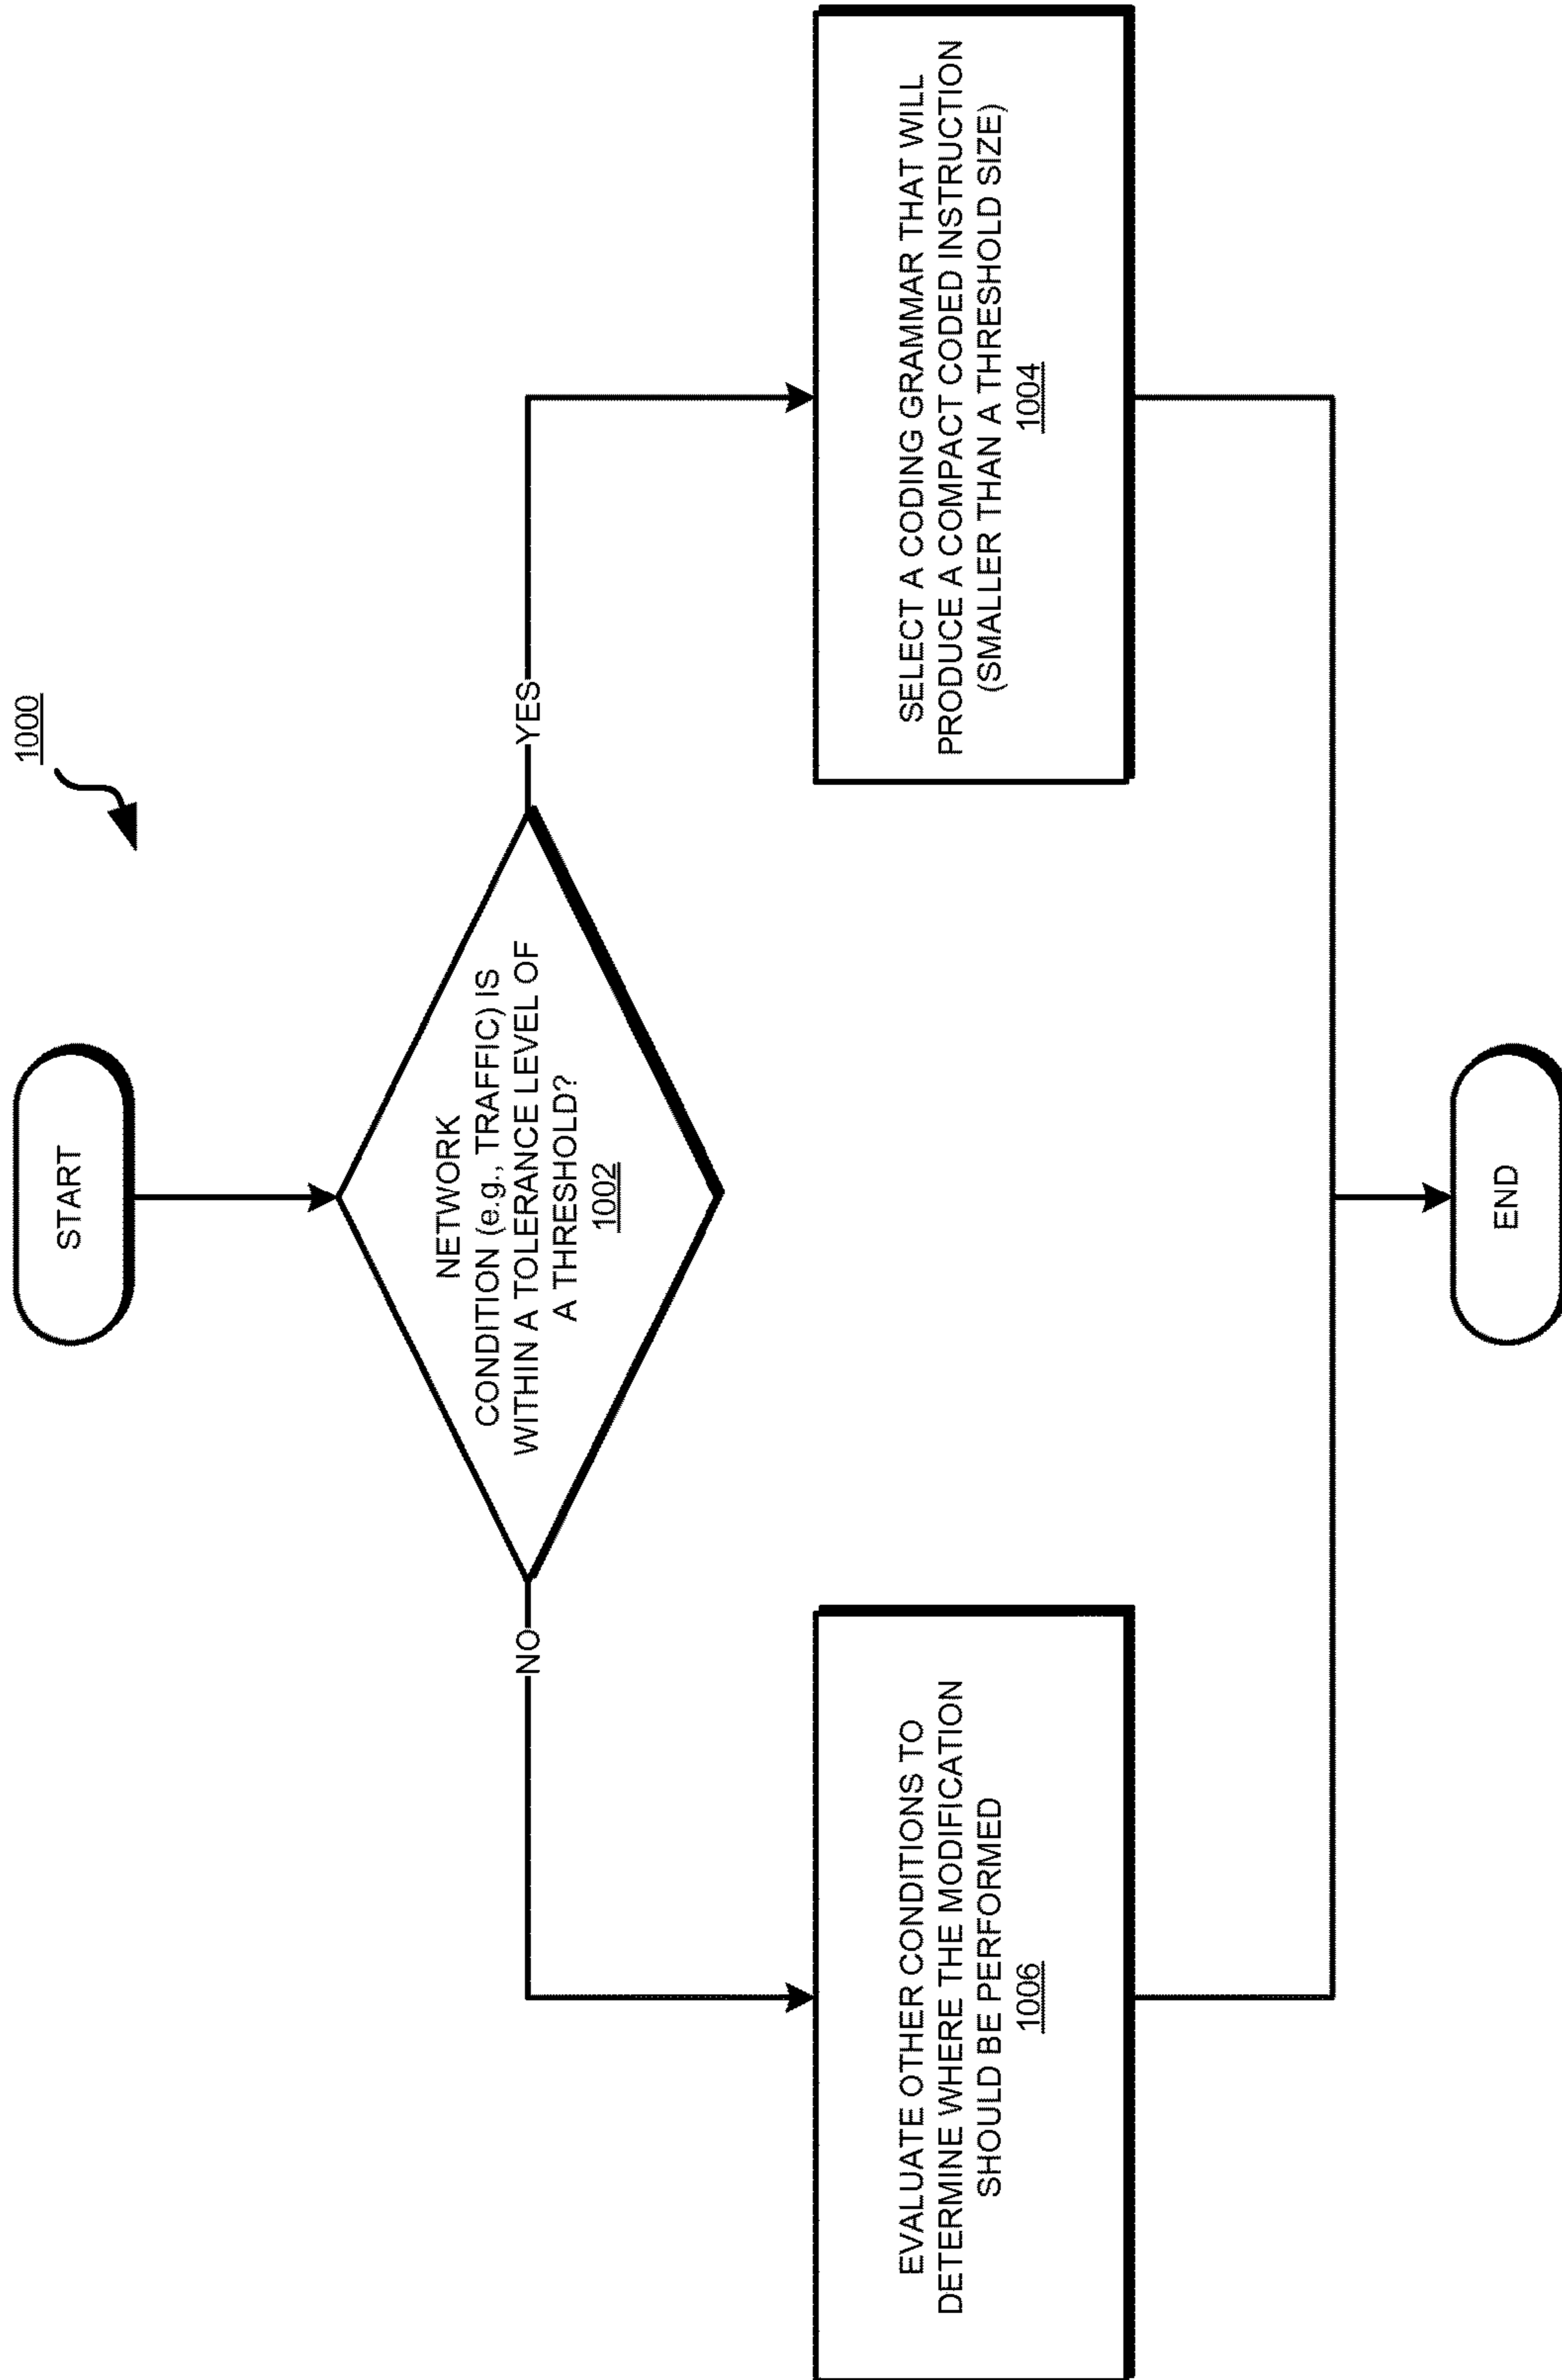 1000
START
NETWORK
CONDITION (e.g., TRAFFIC) IS
WITHIN A TOLERANCE LEVEL OF
A THRESHOLD?
1002
NO
YES
EVALUATE OTHER CONDITIONS TO
DETERMINE WHERE THE MODIFICATION
SHOULD BE PERFORMED
1006
SELECT A CODING GRAMMAR THAT WILL
PRODUCE A COMPACT CODED INSTRUCTION
(SMALLER THAN A THRESHOLD SIZE)
1004
END